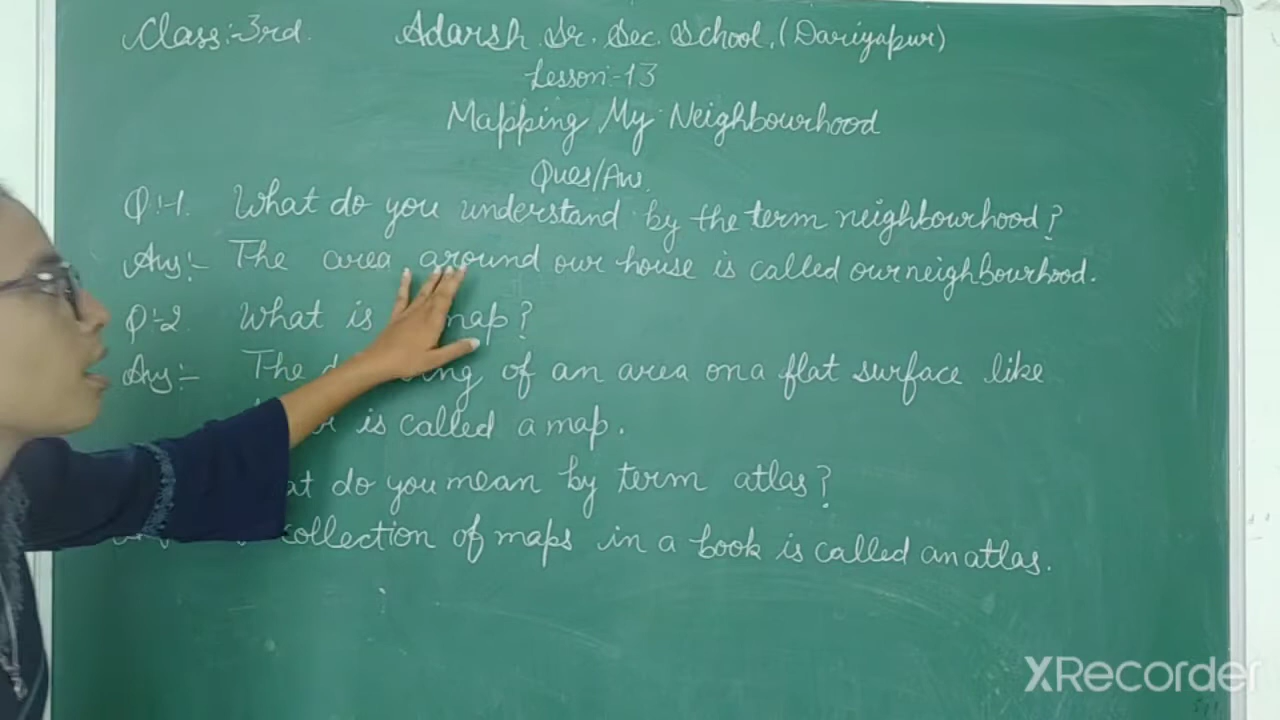 Class:-3rd. Adarsh Sr. Sec. School, (Dariyapur)
Lesson:-13
Mapping My Neighbourhood
Ques/Ans.
Q:-1. What do you understand by the term neighbourhood?
Ans:- The area around our house is called our neighbourhood.
Q:-2. What is map?
Ans:- The of an area on a flat surface like
is called a map.
do you mean by term atlas?
collection of maps in a book is called an atlas.
XRecorder